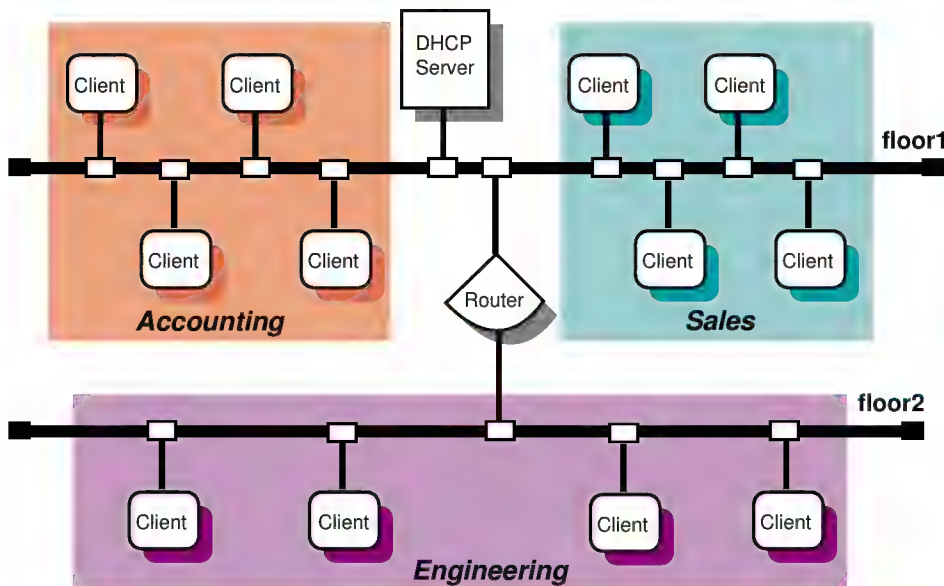 DHCP
Server
Client
Client
Client
Client
floor1
Client
Client
Client
Client
Router
Accounting
Sales
floor2
Client
Client
Client
Client
Engineering